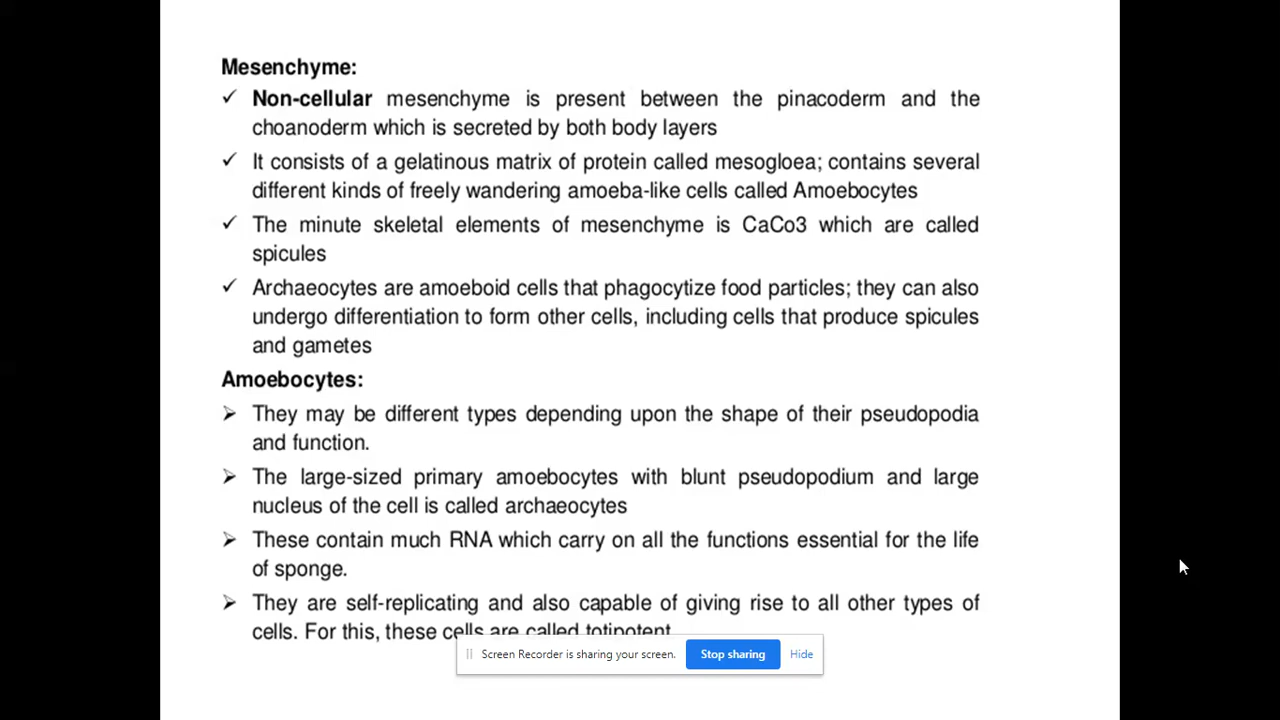 Mesenchyme:
✓ Non-cellular mesenchyme is present between the pinacoderm and the
choanoderm which is secreted by both body layers
✓ It consists of a gelatinous matrix of protein called mesogloea; contains several
different kinds of freely wandering amoeba-like cells called Amoebocytes
✓ The minute skeletal elements of mesenchyme is CaCo3 which are called
spicules
✓ Archaeocytes are amoeboid cells that phagocytize food particles; they can also
undergo differentiation to form other cells, including cells that produce spicules
and gametes
Amoebocytes:
➢ They may be different types depending upon the shape of their pseudopodia
and function.
➢ The large-sized primary amoebocytes with blunt pseudopodium and large
nucleus of the cell is called archaeocytes
➢ These contain much RNA which carry on all the functions essential for the life
of sponge.
➢ They are self-replicating and also capable of giving rise to all other types of
cells. For this, these cells are called totipotent
Screen Recorder is sharing your screen. Stop sharing Hide